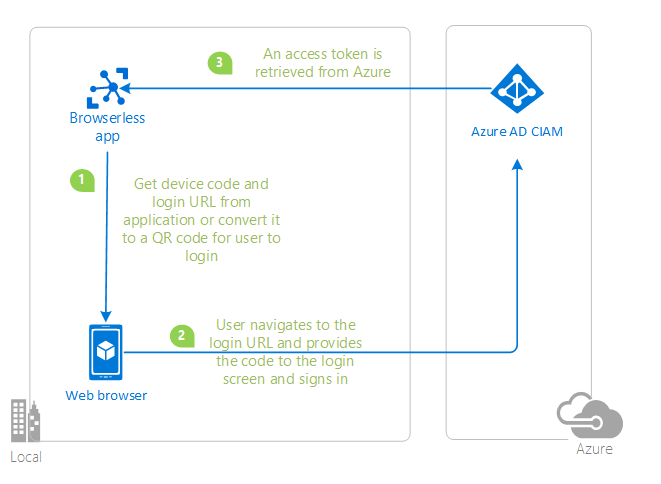 3
An access token is
retrieved from Azure
Browserless
app
Azure AD CIAM
1
Get device code and
login URL from
application or convert it
to a QR code for user to
login
2
User navigates to the
login URL and provides
the code to the login
screen and signs in
Web browser
Local
Azure